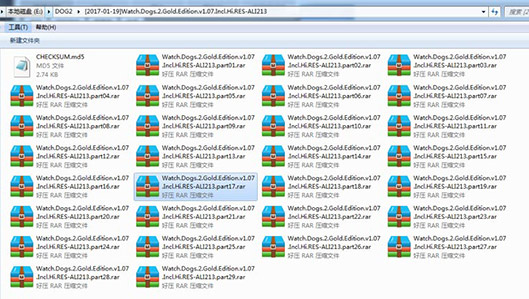 本地磁盘 (E:) ▸ DOG2 ▸ [2017-01-19]Watch.Dogs.2.Gold.Edition.v1.07.Incl.Hi.RES-ALI213
搜索
工具(T) 帮助(H)
新建文件夹
CHECKSUM.md5
MD5 文件
2.74 KB
Watch.Dogs.2.Gold.Edition.v1.07
.Incl.Hi.RES-ALI213.part01.rar
好压 RAR 压缩文件
Watch.Dogs.2.Gold.Edition.v1.07
.Incl.Hi.RES-ALI213.part02.rar
好压 RAR 压缩文件
Watch.Dogs.2.Gold.Edition.v1.07
.Incl.Hi.RES-ALI213.part03.rar
好压 RAR 压缩文件
Watch.Dogs.2.Gold.Edition.v1.07
.Incl.Hi.RES-ALI213.part04.rar
好压 RAR 压缩文件
Watch.Dogs.2.Gold.Edition.v1.07
.Incl.Hi.RES-ALI213.part05.rar
好压 RAR 压缩文件
Watch.Dogs.2.Gold.Edition.v1.07
.Incl.Hi.RES-ALI213.part06.rar
好压 RAR 压缩文件
Watch.Dogs.2.Gold.Edition.v1.07
.Incl.Hi.RES-ALI213.part07.rar
好压 RAR 压缩文件
Watch.Dogs.2.Gold.Edition.v1.07
.Incl.Hi.RES-ALI213.part08.rar
好压 RAR 压缩文件
Watch.Dogs.2.Gold.Edition.v1.07
.Incl.Hi.RES-ALI213.part09.rar
好压 RAR 压缩文件
Watch.Dogs.2.Gold.Edition.v1.07
.Incl.Hi.RES-ALI213.part10.rar
好压 RAR 压缩文件
Watch.Dogs.2.Gold.Edition.v1.07
.Incl.Hi.RES-ALI213.part11.rar
好压 RAR 压缩文件
Watch.Dogs.2.Gold.Edition.v1.07
.Incl.Hi.RES-ALI213.part12.rar
好压 RAR 压缩文件
Watch.Dogs.2.Gold.Edition.v1.07
.Incl.Hi.RES-ALI213.part13.rar
好压 RAR 压缩文件
Watch.Dogs.2.Gold.Edition.v1.07
.Incl.Hi.RES-ALI213.part14.rar
好压 RAR 压缩文件
Watch.Dogs.2.Gold.Edition.v1.07
.Incl.Hi.RES-ALI213.part15.rar
好压 RAR 压缩文件
Watch.Dogs.2.Gold.Edition.v1.07
.Incl.Hi.RES-ALI213.part16.rar
好压 RAR 压缩文件
Watch.Dogs.2.Gold.Edition.v1.07
.Incl.Hi.RES-ALI213.part17.rar
好压 RAR 压缩文件
Watch.Dogs.2.Gold.Edition.v1.07
.Incl.Hi.RES-ALI213.part18.rar
好压 RAR 压缩文件
Watch.Dogs.2.Gold.Edition.v1.07
.Incl.Hi.RES-ALI213.part19.rar
好压 RAR 压缩文件
Watch.Dogs.2.Gold.Edition.v1.07
.Incl.Hi.RES-ALI213.part20.rar
好压 RAR 压缩文件
Watch.Dogs.2.Gold.Edition.v1.07
.Incl.Hi.RES-ALI213.part21.rar
好压 RAR 压缩文件
Watch.Dogs.2.Gold.Edition.v1.07
.Incl.Hi.RES-ALI213.part22.rar
好压 RAR 压缩文件
Watch.Dogs.2.Gold.Edition.v1.07
.Incl.Hi.RES-ALI213.part23.rar
好压 RAR 压缩文件
Watch.Dogs.2.Gold.Edition.v1.07
.Incl.Hi.RES-ALI213.part24.rar
好压 RAR 压缩文件
Watch.Dogs.2.Gold.Edition.v1.07
.Incl.Hi.RES-ALI213.part25.rar
好压 RAR 压缩文件
Watch.Dogs.2.Gold.Edition.v1.07
.Incl.Hi.RES-ALI213.part26.rar
好压 RAR 压缩文件
Watch.Dogs.2.Gold.Edition.v1.07
.Incl.Hi.RES-ALI213.part27.rar
好压 RAR 压缩文件
Watch.Dogs.2.Gold.Edition.v1.07
.Incl.Hi.RES-ALI213.part28.rar
好压 RAR 压缩文件
Watch.Dogs.2.Gold.Edition.v1.07
.Incl.Hi.RES-ALI213.part29.rar
好压 RAR 压缩文件